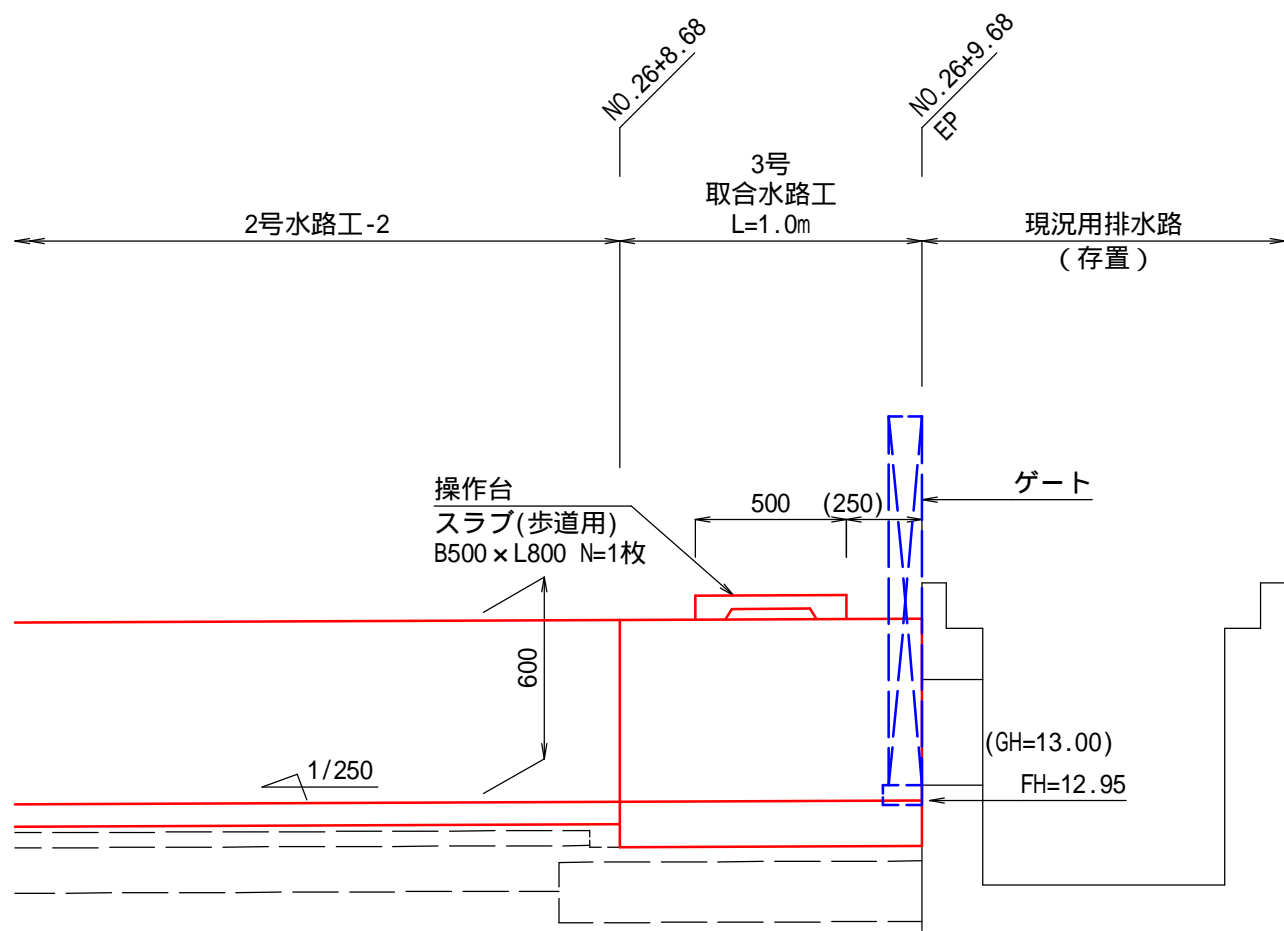 NO.26+8.68
NO.26+9.68
EP
2号水路工-2
3号
取合水路工
L=1.0m
現況用排水路
(存置)
操作台
スラブ(歩道用)
B500×L800 N=1枚
500
(250)
ゲート
600
1/250
(GH=13.00)
FH=12.95